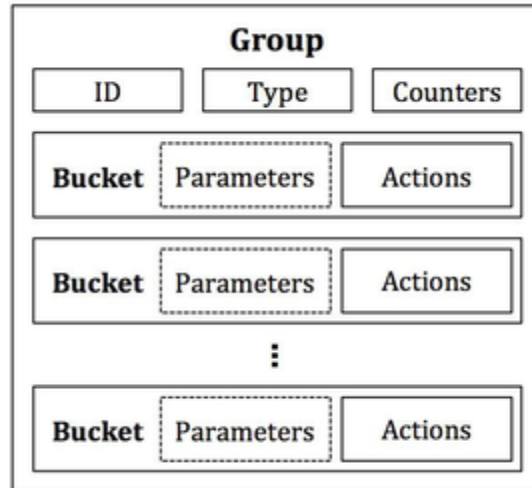 Group
ID Type Counters
Bucket Parameters Actions
Bucket Parameters Actions
⋮
Bucket Parameters Actions